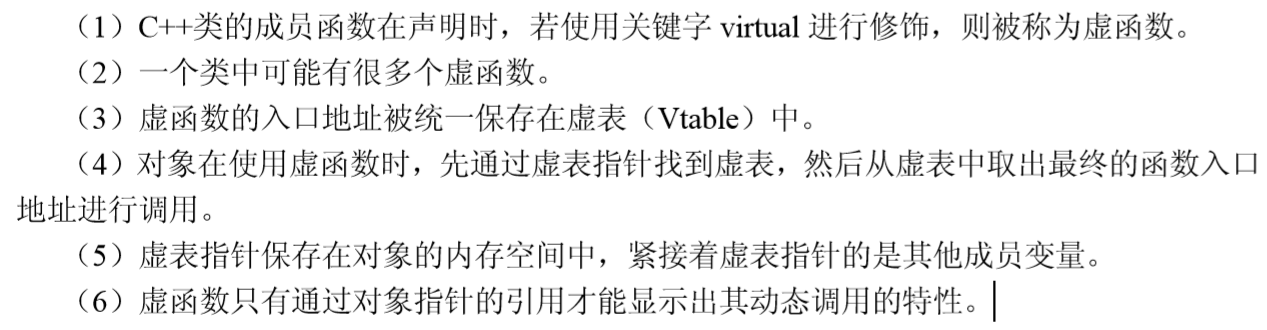 （1）C++类的成员函数在声明时，若使用关键字 virtual 进行修饰，则被称为虚函数。
（2）一个类中可能有很多个虚函数。
（3）虚函数的入口地址被统一保存在虚表（Vtable）中。
（4）对象在使用虚函数时，先通过虚表指针找到虚表，然后从虚表中取出最终的函数入口
地址进行调用。
（5）虚表指针保存在对象的内存空间中，紧接着虚表指针的是其他成员变量。
（6）虚函数只有通过对象指针的引用才能显示出其动态调用的特性。